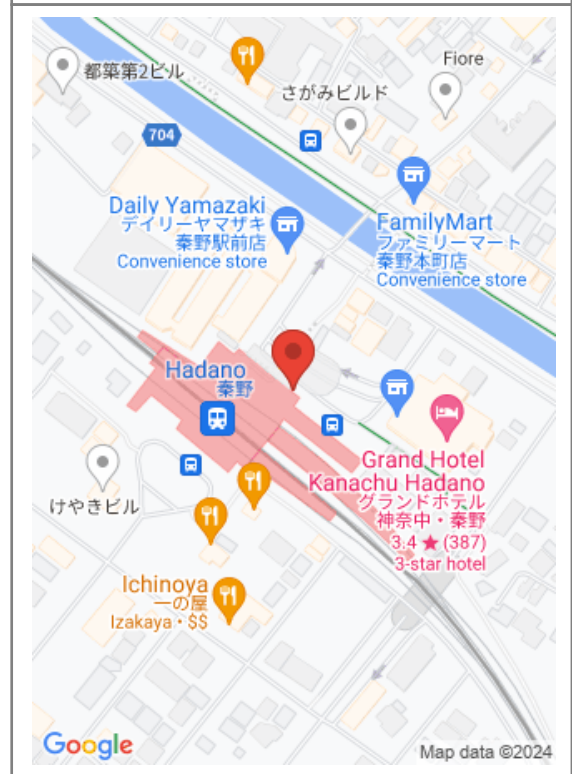 Fiore
都築第2ビル
さがみビルド
704
Daily Yamazaki
デイリーヤマザキ
秦野駅前店
Convenience store
FamilyMart
ファミリーマート
秦野本町店
Convenience store
Hadano
秦野
Grand Hotel
Kanachu Hadano
グランドホテル
神奈中・秦野
3.4 ★ (387)
3-star hotel
けやきビル
Ichinoya
一の屋
Izakaya • $$
Google
Map data ©2024